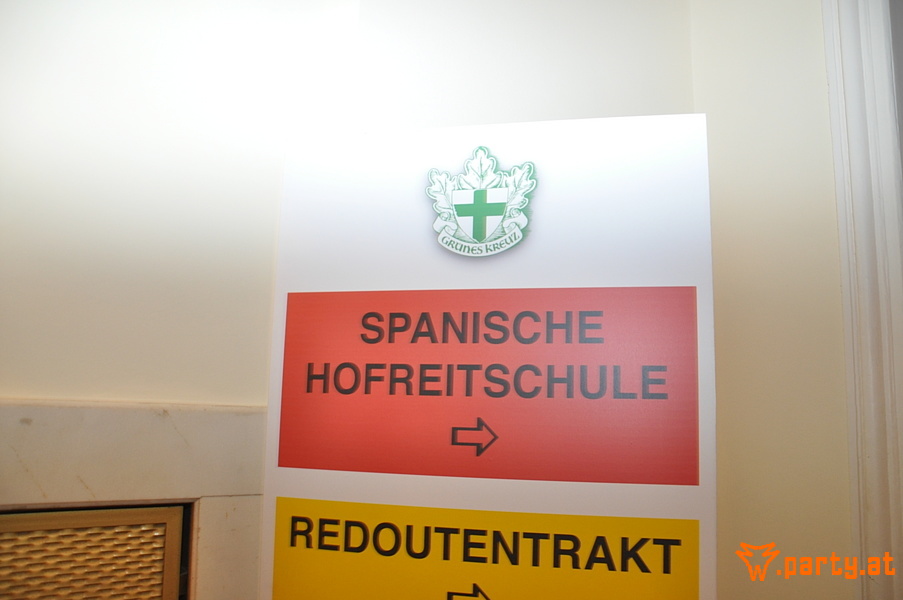 GRÜNES KREUZ
SPANISCHE
HOFREITSCHULE
REDOUTENTRAKT
W.party.at